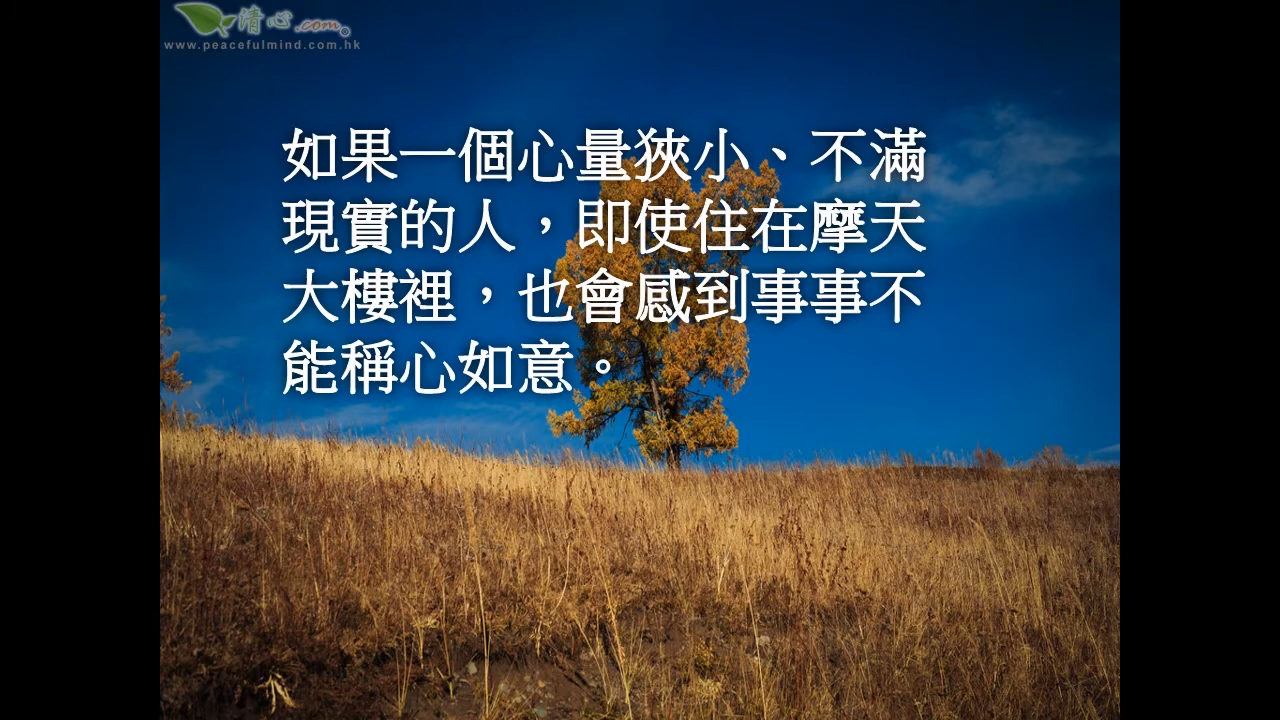 清心.com
www.peacefulmind.com.hk
如果一個心量狹小、不滿
現實的人，即使住在摩天
大樓裡，也會感到事事不
能稱心如意。